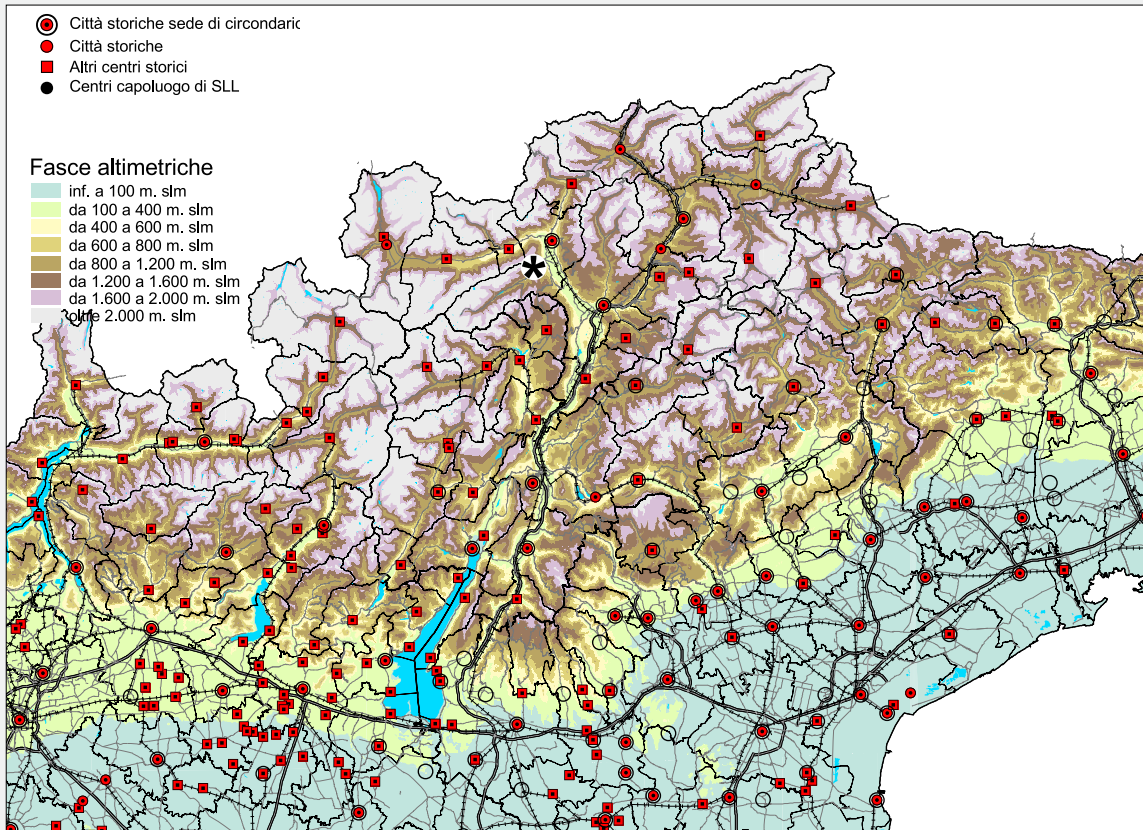 Città storiche sede di circondaric
Città storiche
Altri centri storici
Centri capoluogo di SLL
Fasce altimetriche
inf. a 100 m. slm
da 100 a 400 m. slm
da 400 a 600 m. slm
da 600 a 800 m. slm
da 800 a 1.200 m. slm
da 1.200 a 1.600 m. slm
da 1.600 a 2.000 m. slm
oltre 2.000 m. slm
*